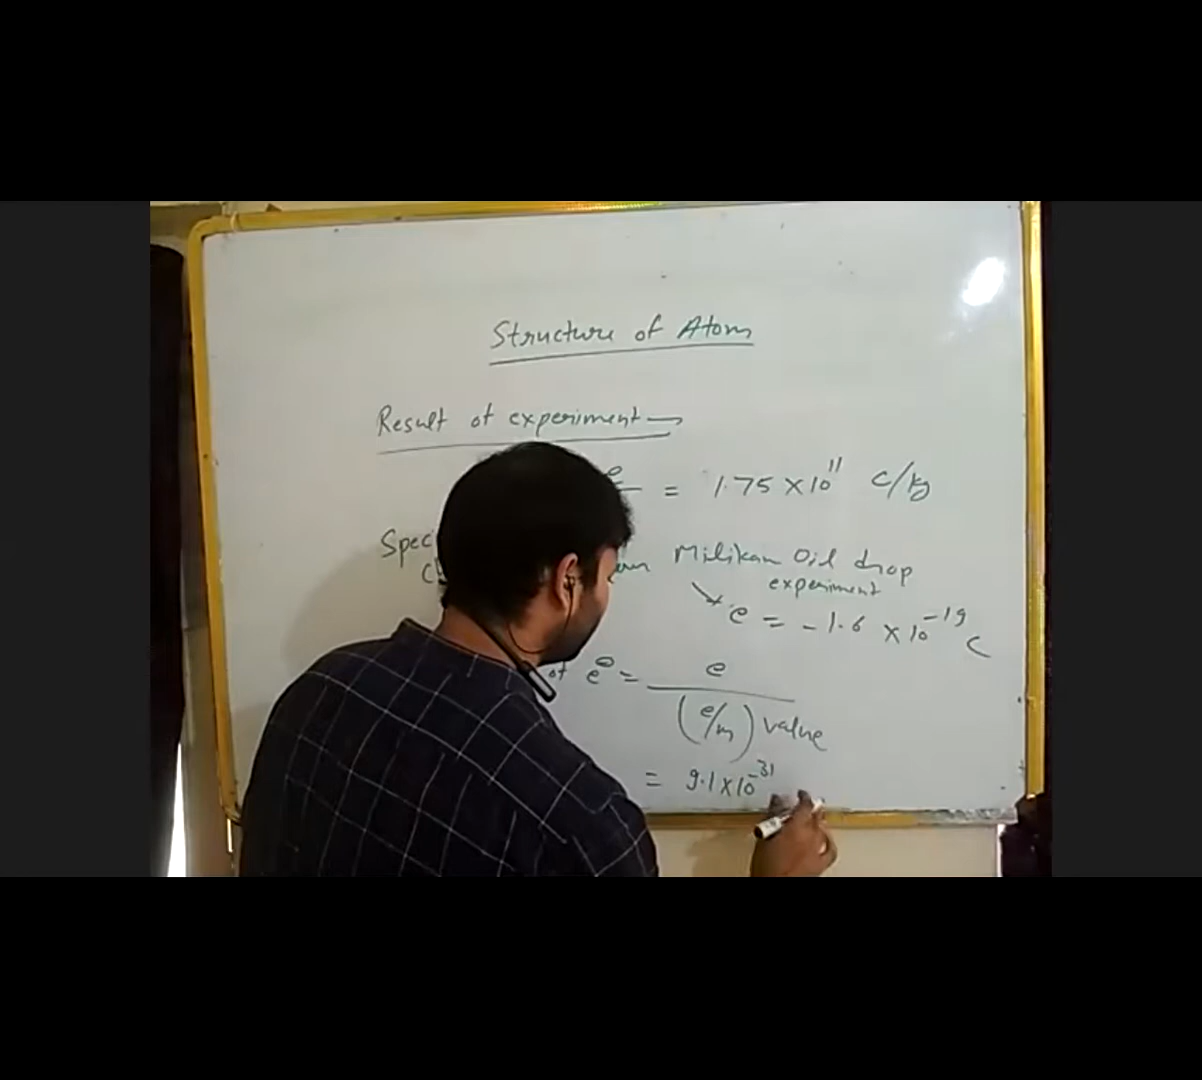 Structure of Atom
Result of experiment
e = 1.75 × 10¹¹ C/kg
Milikan Oil drop
experiment
e = - 1.6 × 10⁻¹⁹ C
of e⊖ = e
(e/m) value
= 9.1 × 10⁻³¹